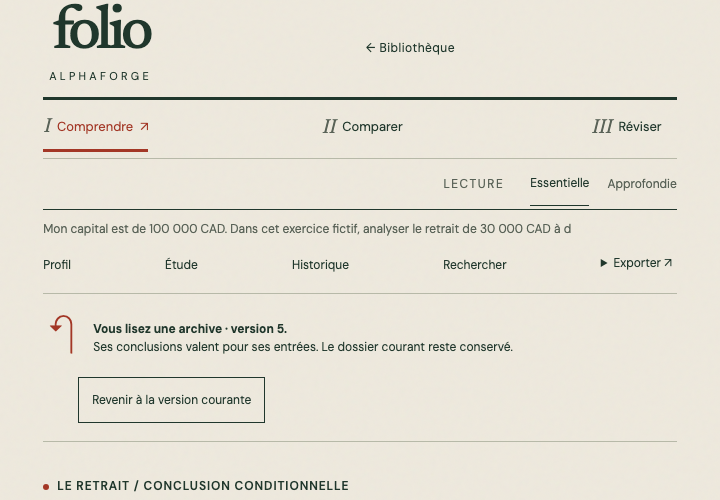 folio
ALPHAFORGE
← Bibliothèque
I Comprendre ↗
II Comparer
III Réviser
LECTURE
Essentielle
Approfondie
Mon capital est de 100 000 CAD. Dans cet exercice fictif, analyser le retrait de 30 000 CAD à d
Profil
Étude
Historique
Rechercher
▶ Exporter ↗
Vous lisez une archive · version 5.
Ses conclusions valent pour ses entrées. Le dossier courant reste conservé.
Revenir à la version courante
LE RETRAIT / CONCLUSION CONDITIONNELLE